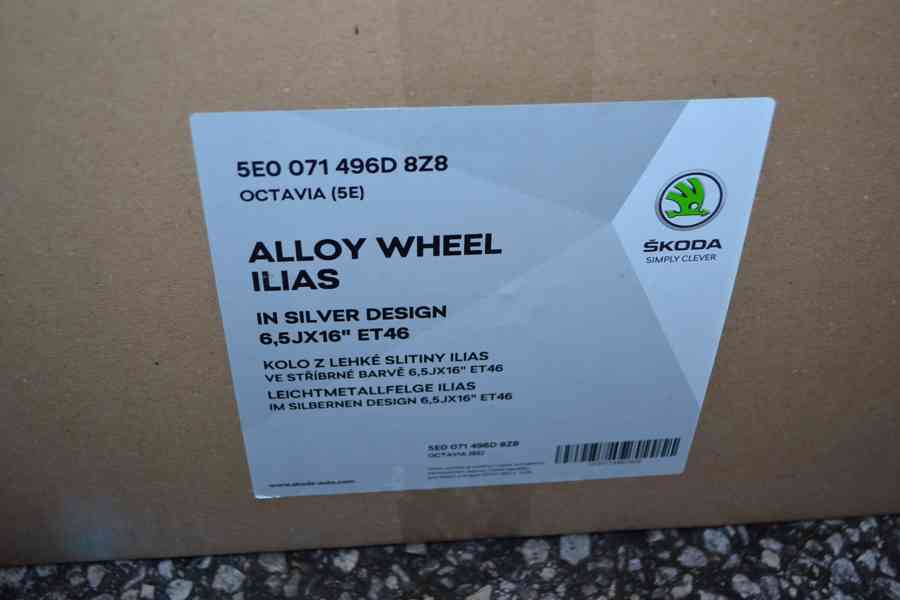 5E0 071 496D 8Z8
OCTAVIA (5E)
ŠKODA
SIMPLY CLEVER
ALLOY WHEEL
ILIAS
IN SILVER DESIGN
6,5JX16" ET46
KOLO Z LEHKÉ SLITINY ILIAS
VE STŘÍBRNÉ BARVĚ 6,5JX16" ET46
LEICHTMETALLFELGE ILIAS
IM SILBERNEN DESIGN 6,5JX16" ET46
5E0 071 496D 8Z8
OCTAVIA (5E)
www.skoda-auto.com